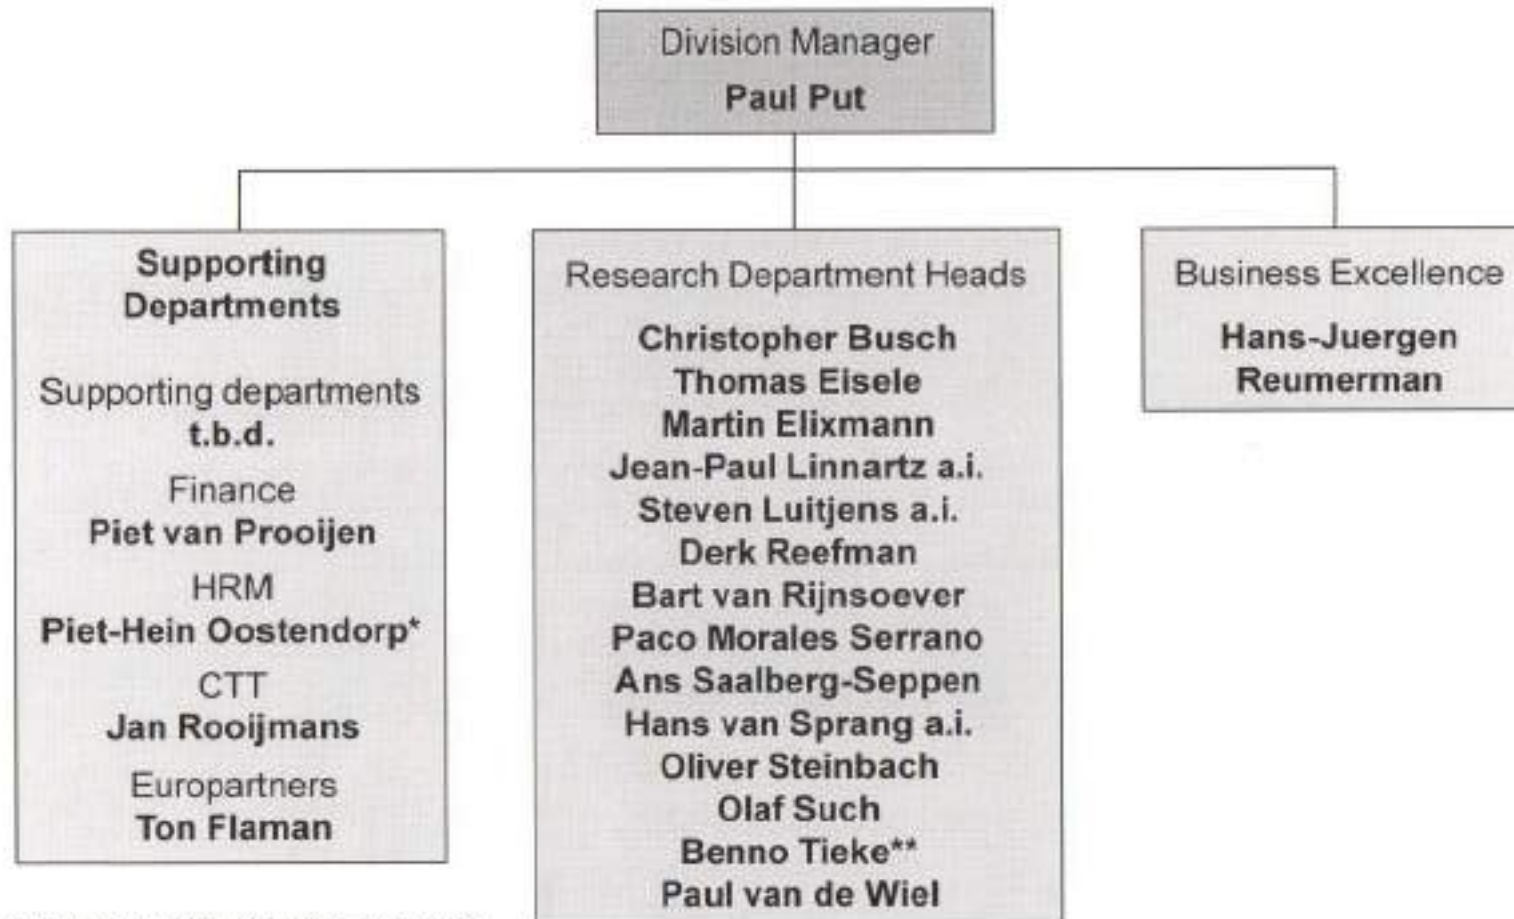 Division Manager
Paul Put
Supporting
Departments
Supporting departments
t.b.d.
Finance
Piet van Prooijen
HRM
Piet-Hein Oostendorp*
CTT
Jan Rooijmans
Europartners
Ton Flaman
Research Department Heads
Christopher Busch
Thomas Eisele
Martin Elixmann
Jean-Paul Linnartz a.i.
Steven Luitjens a.i.
Derk Reefman
Bart van Rijnsoever
Paco Morales Serrano
Ans Saalberg-Seppen
Hans van Sprang a.i.
Oliver Steinbach
Olaf Such
Benno Tieke**
Paul van de Wiel
Business Excellence
Hans-Juergen
Reumerman